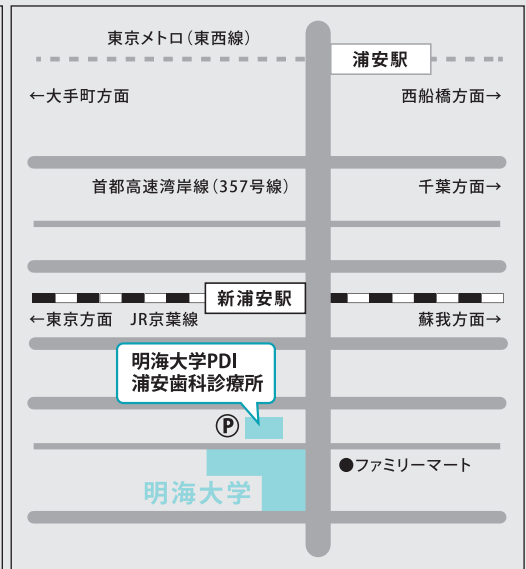 東京メトロ（東西線）
浦安駅
←大手町方面
西船橋方面→
首都高速湾岸線（357号線）
千葉方面→
新浦安駅
←東京方面 JR京葉線
蘇我方面→
明海大学PDI
浦安歯科診療所
Ⓟ
●ファミリーマート
明海大学